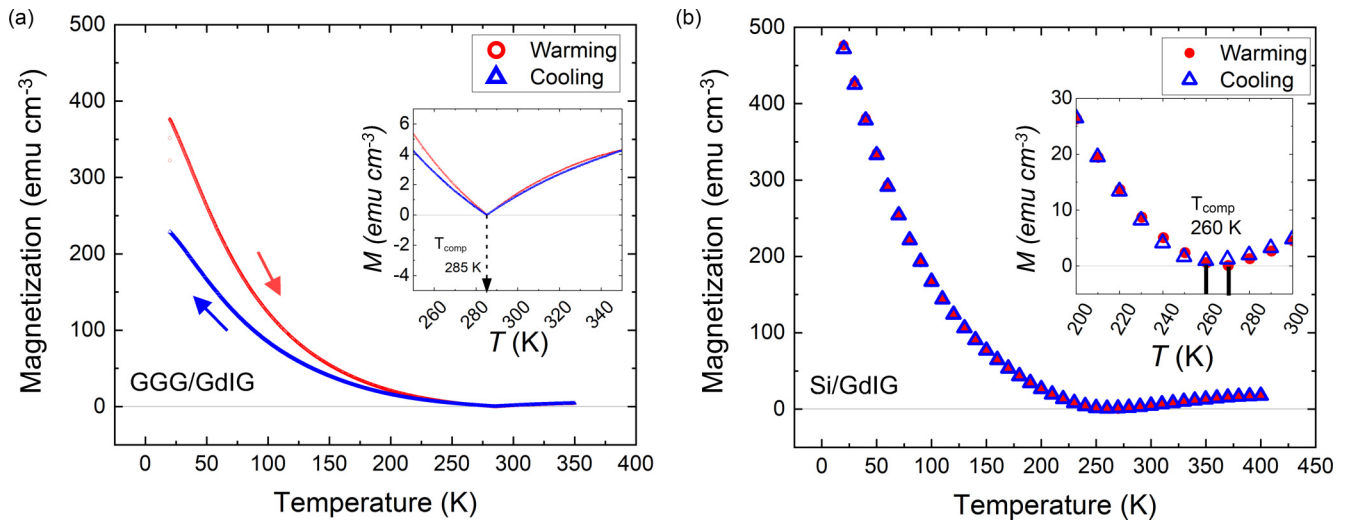 (a)
500
400
300
200
100
0
Magnetization (emu cm-3)
Warming
Cooling
6
4
2
0
-2
-4
M (emu cm-3)
Tcomp
285 K
260
280
300
320
340
T (K)
GGG/GdIG
0 50 100 150 200 250 300 350 400
Temperature (K)
(b)
500
400
300
200
100
0
Magnetization (emu cm-3)
Warming
Cooling
30
20
10
0
M (emu cm-3)
Tcomp
260 K
200
220
240
260
280
300
T (K)
Si/GdIG
0 50 100 150 200 250 300 350 400 450
Temperature (K)